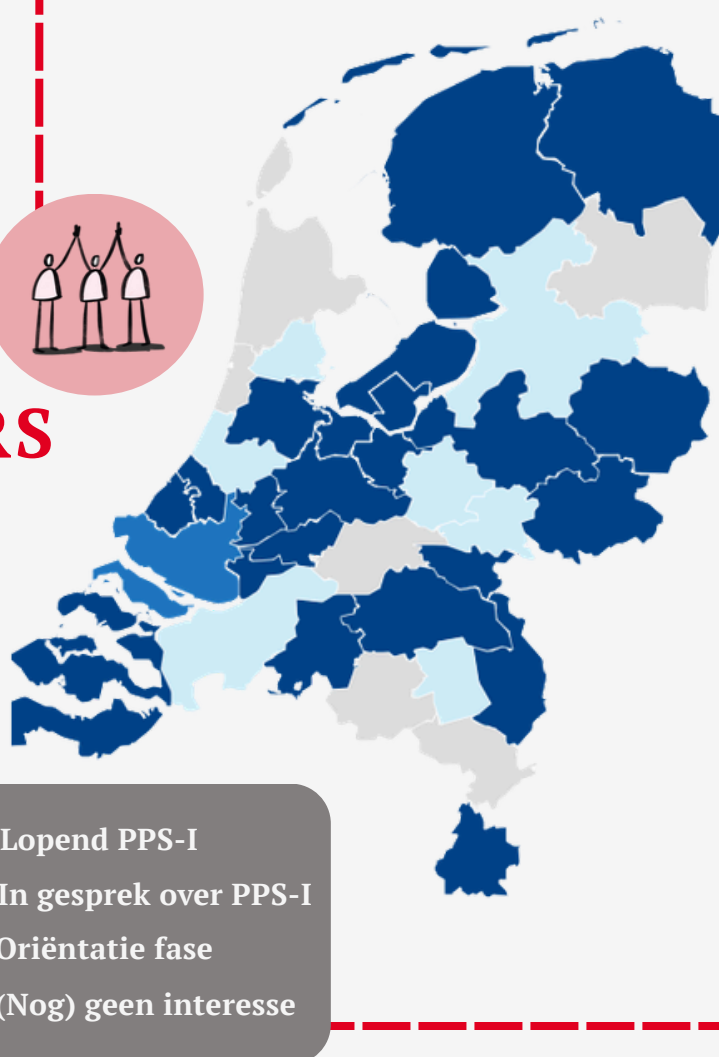 RS
Lopend PPS-I
In gesprek over PPS-I
Oriëntatie fase
(Nog) geen interesse